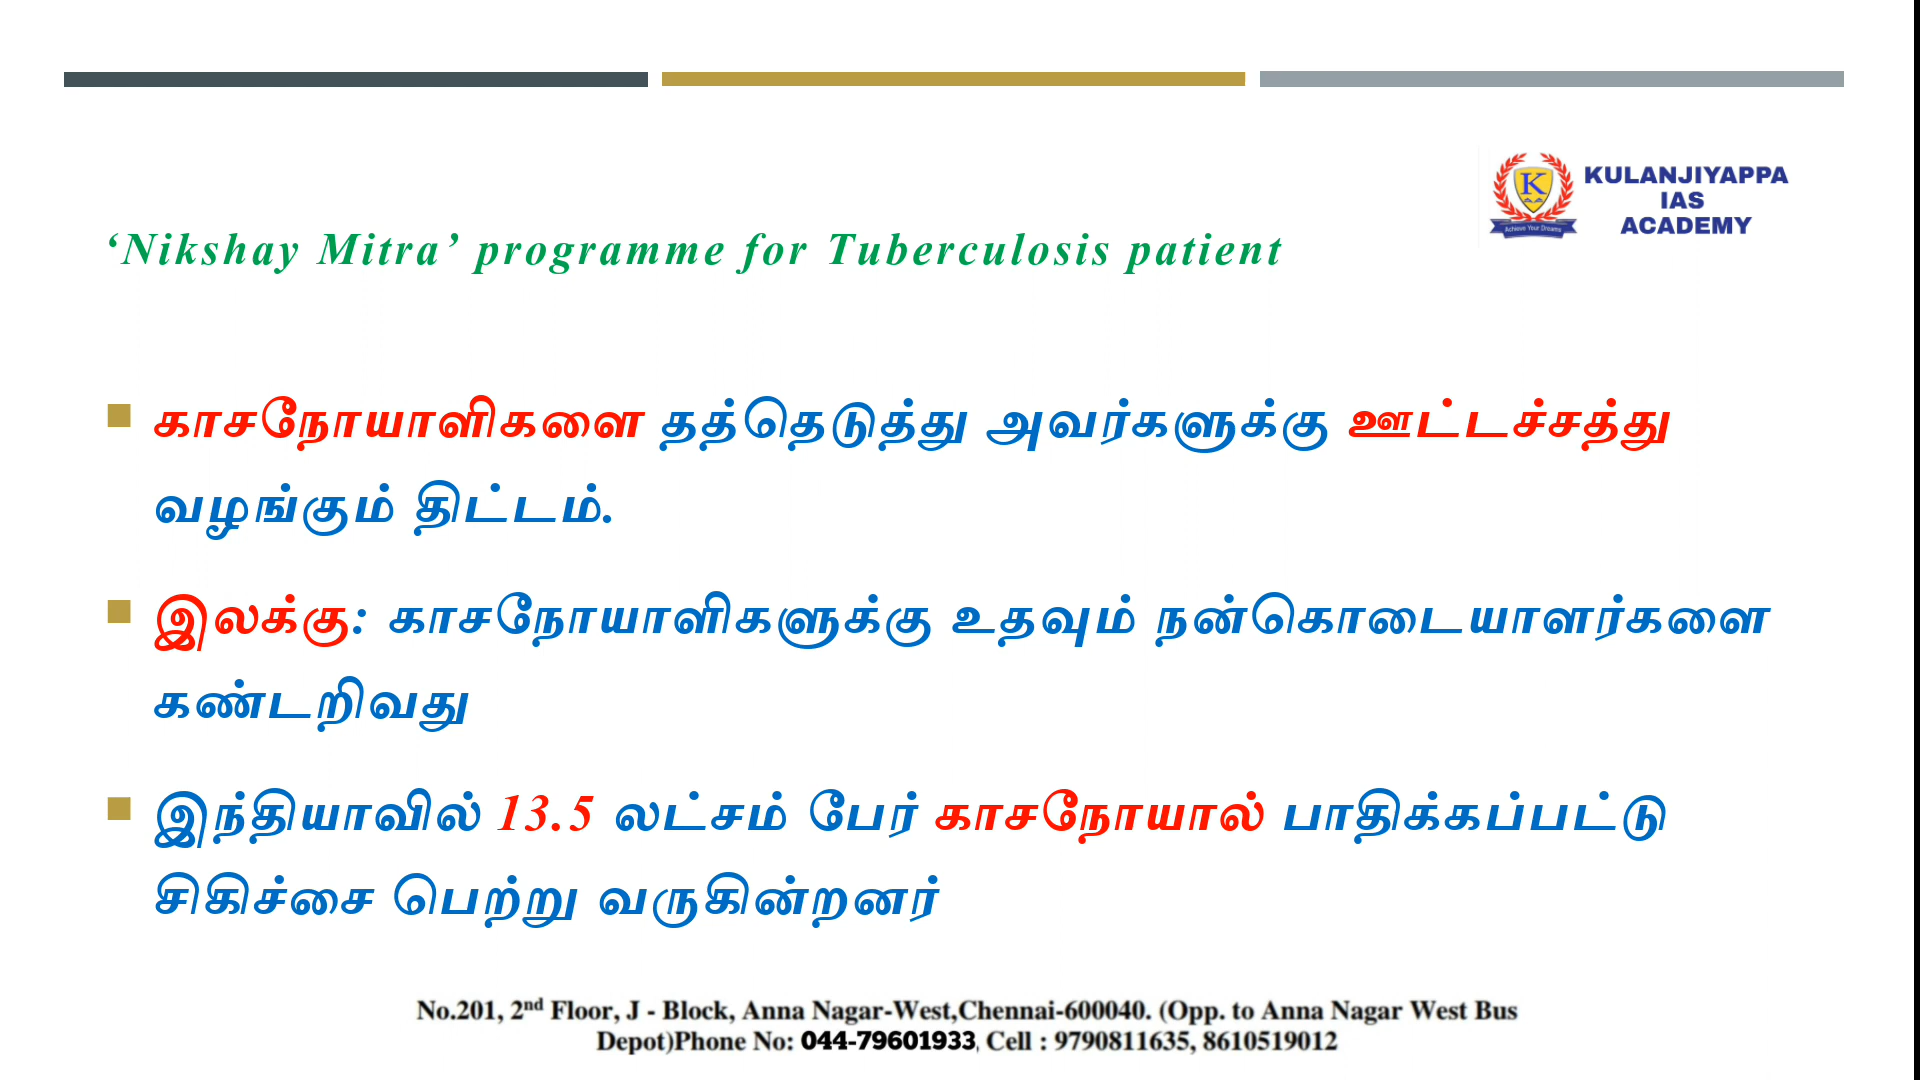 KULANJIYAPPA
IAS
ACADEMY
Achieve Your Dreams
‘Nikshay Mitra’ programme for Tuberculosis patient
காசநோயாளிகளை தத்தெடுத்து அவர்களுக்கு ஊட்டச்சத்து
வழங்கும் திட்டம்.
இலக்கு: காசநோயாளிகளுக்கு உதவும் நன்கொடையாளர்களை
கண்டறிவது
இந்தியாவில் 13.5 லட்சம் பேர் காசநோயால் பாதிக்கப்பட்டு
சிகிச்சை பெற்று வருகின்றனர்
No.201, 2nd Floor, J - Block, Anna Nagar-West,Chennai-600040. (Opp. to Anna Nagar West Bus
Depot)Phone No: 044-79601933, Cell : 9790811635, 8610519012